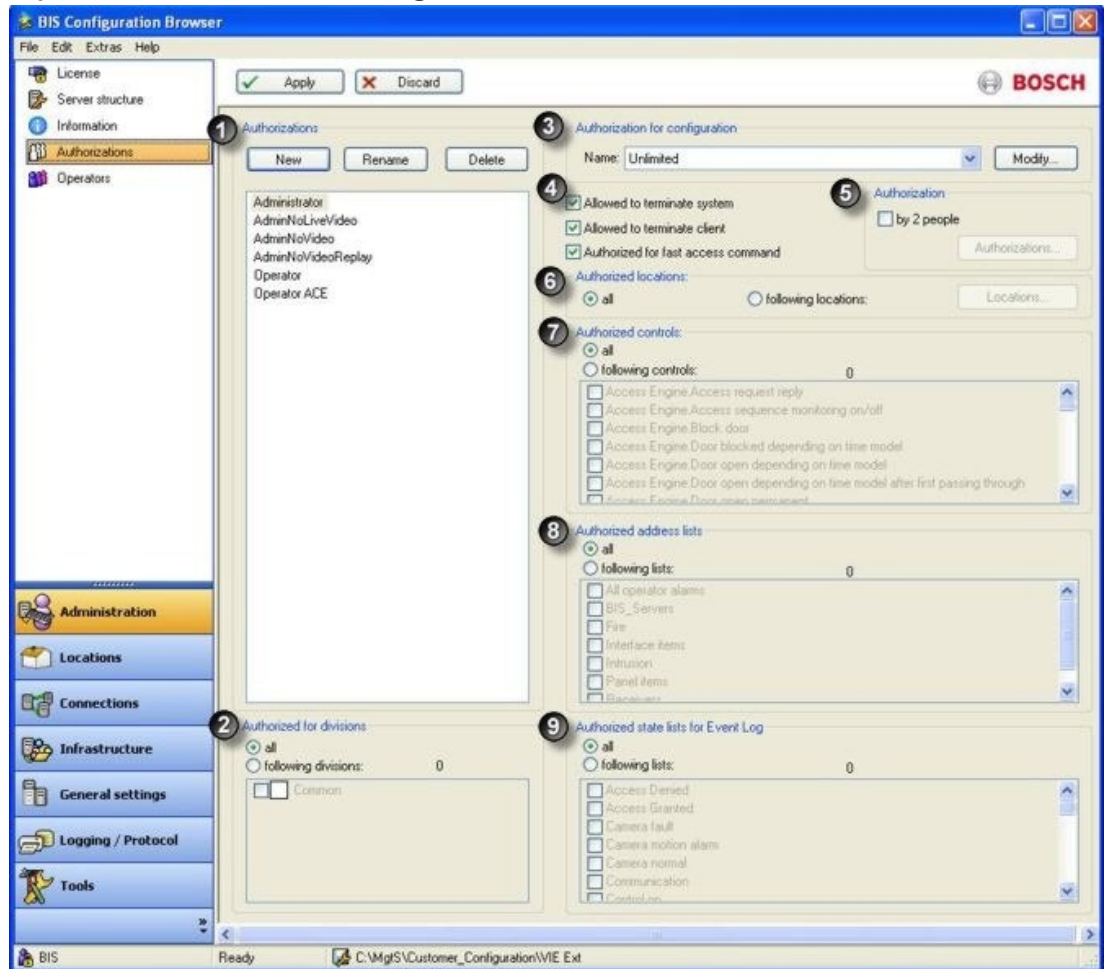 BIS Configuration Browser
File Edit Extras Help
License
Server structure
Information
Authorizations
Operators
Apply
Discard
BOSCH
1 Authorizations
New Rename Delete
Administrator
AdminNoLiveVideo
AdminNoVideo
AdminNoVideoReplay
Operator
Operator ACE
2 Authorized for divisions
all
following divisions: 0
Common
3 Authorization for configuration
Name: Unlimited Modify...
4 Allowed to terminate system
Allowed to terminate client
Authorized for fast access command
5 Authorization
by 2 people
Authorizations...
6 Authorized locations:
all following locations: Locations...
7 Authorized controls:
all
following controls: 0
Access Engine.Access request reply
Access Engine.Access sequence monitoring on/off
Access Engine.Block door
Access Engine.Door blocked depending on time model
Access Engine.Door open depending on time model
Access Engine.Door open depending on time model after first passing through
Access Engine.Door open permanent
8 Authorized address lists
all
following lists: 0
All operator alarms
BIS_Servers
Fire
Interface items
Intrusion
Panel items
Receivers
9 Authorized state lists for Event Log
all
following lists: 0
Access Denied
Access Granted
Camera fault
Camera motion alarm
Camera normal
Communication
Control on
Administration
Locations
Connections
Infrastructure
General settings
Logging / Protocol
Tools
BIS Ready C:\MgtS\Customer_Configuration\VIE Ext